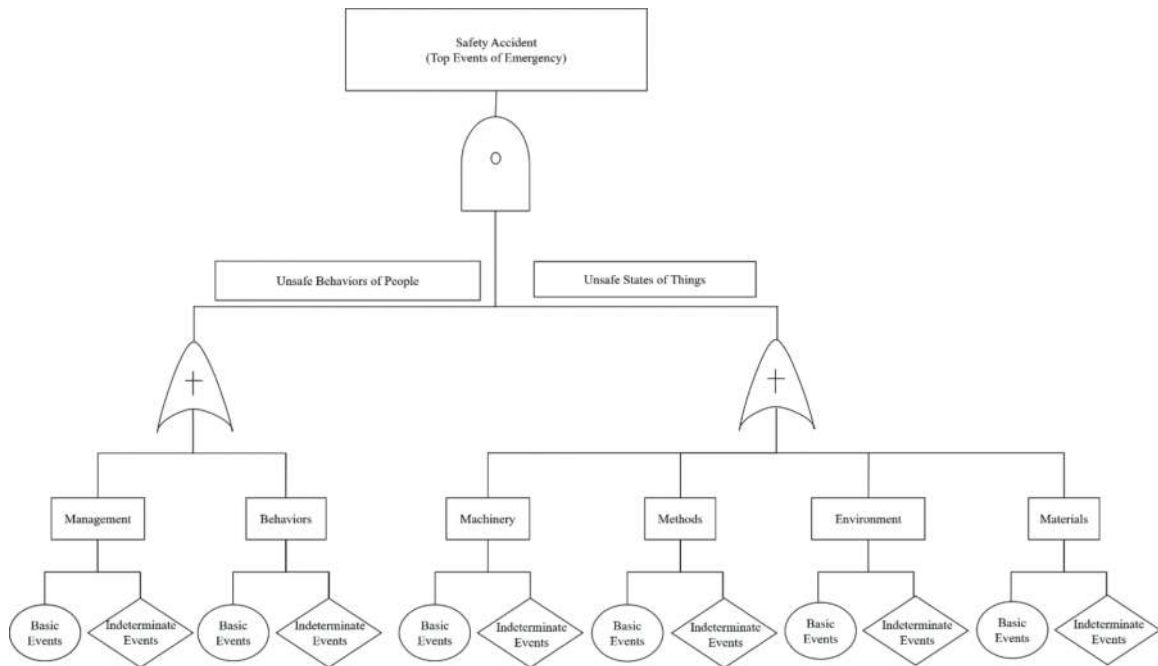 Safety Accident
(Top Events of Emergency)
o
Unsafe Behaviors of People
Unsafe States of Things
+
+
Management
Behaviors
Machinery
Methods
Environment
Materials
Basic
Events
Indeterminate
Events
Basic
Events
Indeterminate
Events
Basic
Events
Indeterminate
Events
Basic
Events
Indeterminate
Events
Basic
Events
Indeterminate
Events
Basic
Events
Indeterminate
Events